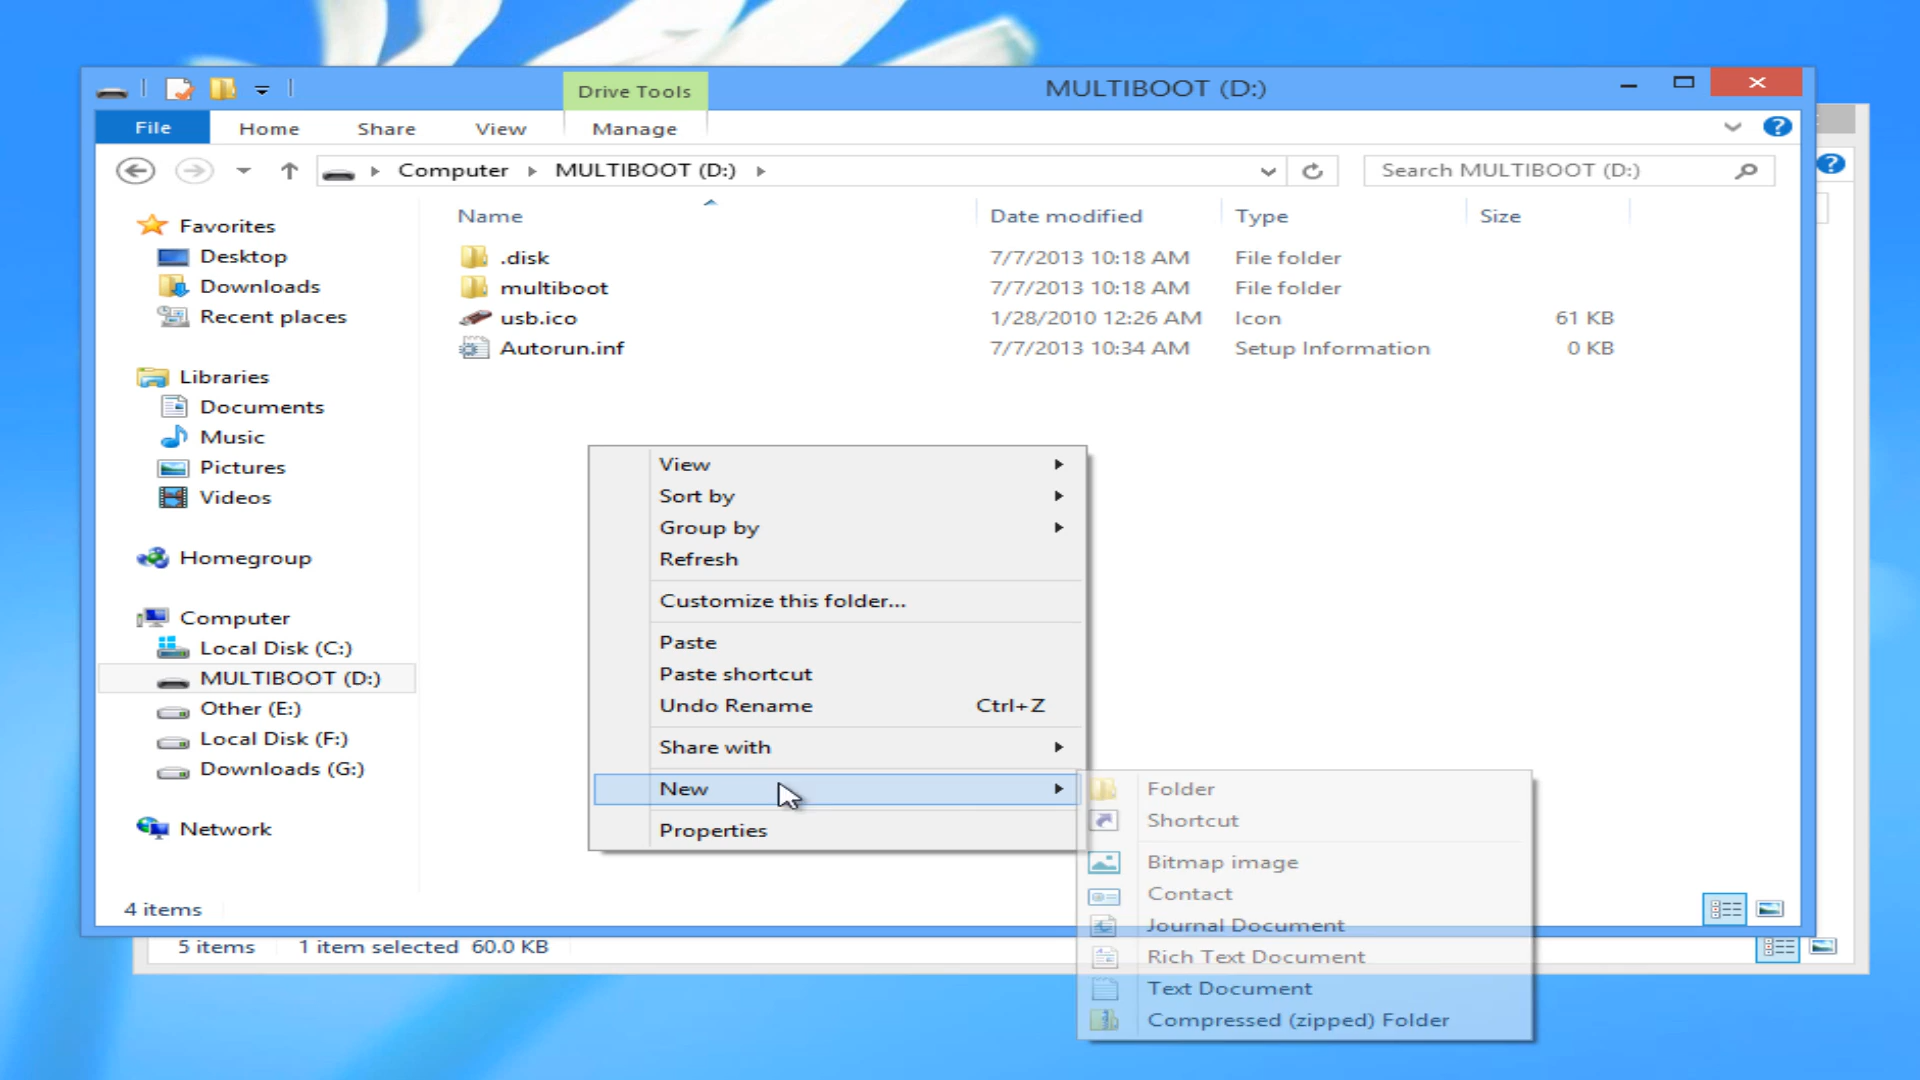 Drive Tools
MULTIBOOT (D:)
File
Home
Share
View
Manage
Computer
MULTIBOOT (D:)
Search MULTIBOOT (D:)
Name
Date modified
Type
Size
.disk
7/7/2013 10:18 AM
File folder
multiboot
7/7/2013 10:18 AM
File folder
usb.ico
1/28/2010 12:26 AM
Icon
61 KB
Autorun.inf
7/7/2013 10:34 AM
Setup Information
0 KB
Favorites
Desktop
Downloads
Recent places
Libraries
Documents
Music
Pictures
Videos
Homegroup
Computer
Local Disk (C:)
MULTIBOOT (D:)
Other (E:)
Local Disk (F:)
Downloads (G:)
Network
View
Sort by
Group by
Refresh
Customize this folder...
Paste
Paste shortcut
Undo Rename Ctrl+Z
Share with
New
Properties
Folder
Shortcut
Bitmap image
Contact
Journal Document
Rich Text Document
Text Document
Compressed (zipped) Folder
4 items
5 items 1 item selected 60.0 KB